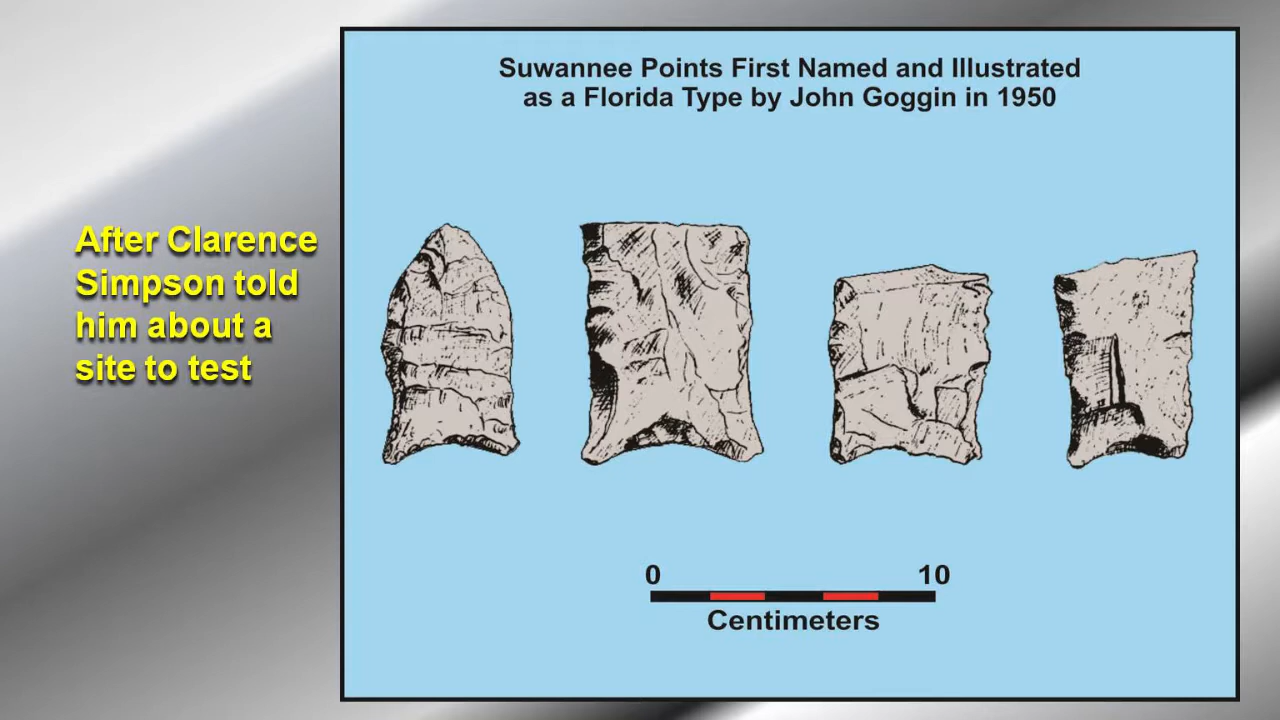 Suwannee Points First Named and Illustrated
as a Florida Type by John Goggin in 1950
After Clarence
Simpson told
him about a
site to test
0 10
Centimeters